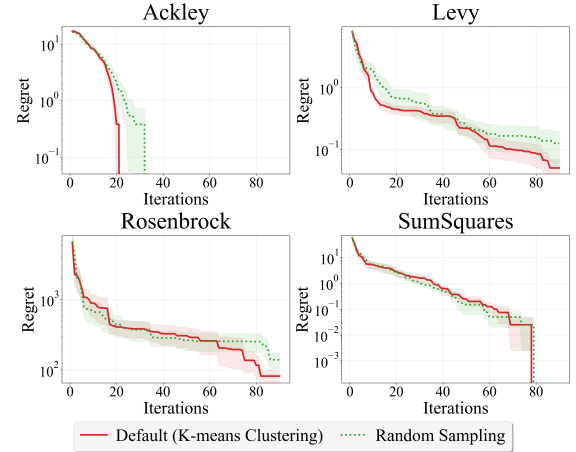 Ackley
Levy
Regret
10^1
10^0
10^{-1}
0 20 40 60 80
Iterations
Regret
10^0
10^{-1}
0 20 40 60 80
Iterations
Rosenbrock
SumSquares
Regret
10^3
10^2
0 20 40 60 80
Iterations
Regret
10^1
10^0
10^{-1}
10^{-2}
10^{-3}
0 20 40 60 80
Iterations
Default (K-means Clustering)
Random Sampling